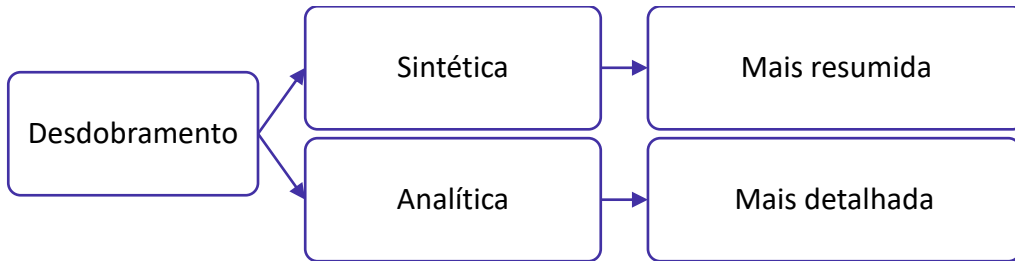 Desdobramento
Sintética
Mais resumida
Analítica
Mais detalhada